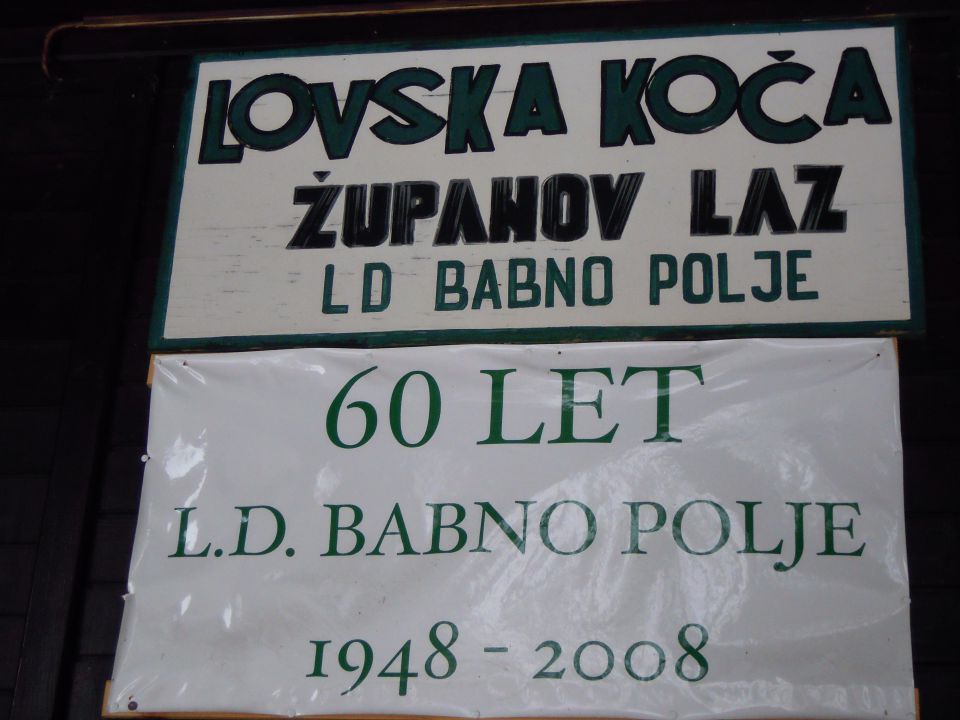 LOVSKA KOČA
ŽUPANOV LAZ
LD BABNO POLJE
60 LET
L.D. BABNO POLJE
1948 - 2008